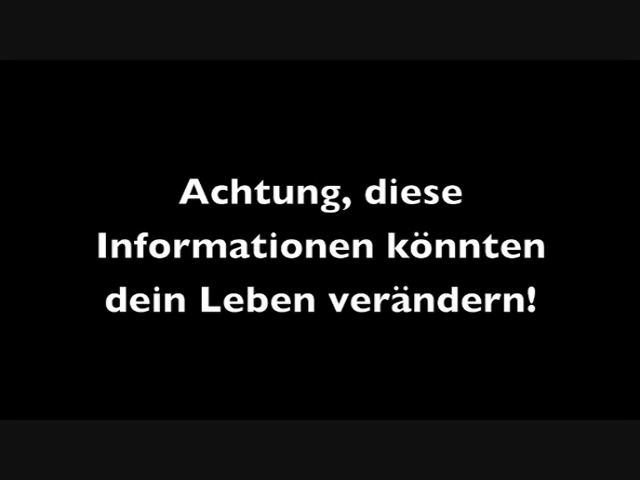 Achtung, diese
Informationen könnten
dein Leben verändern!